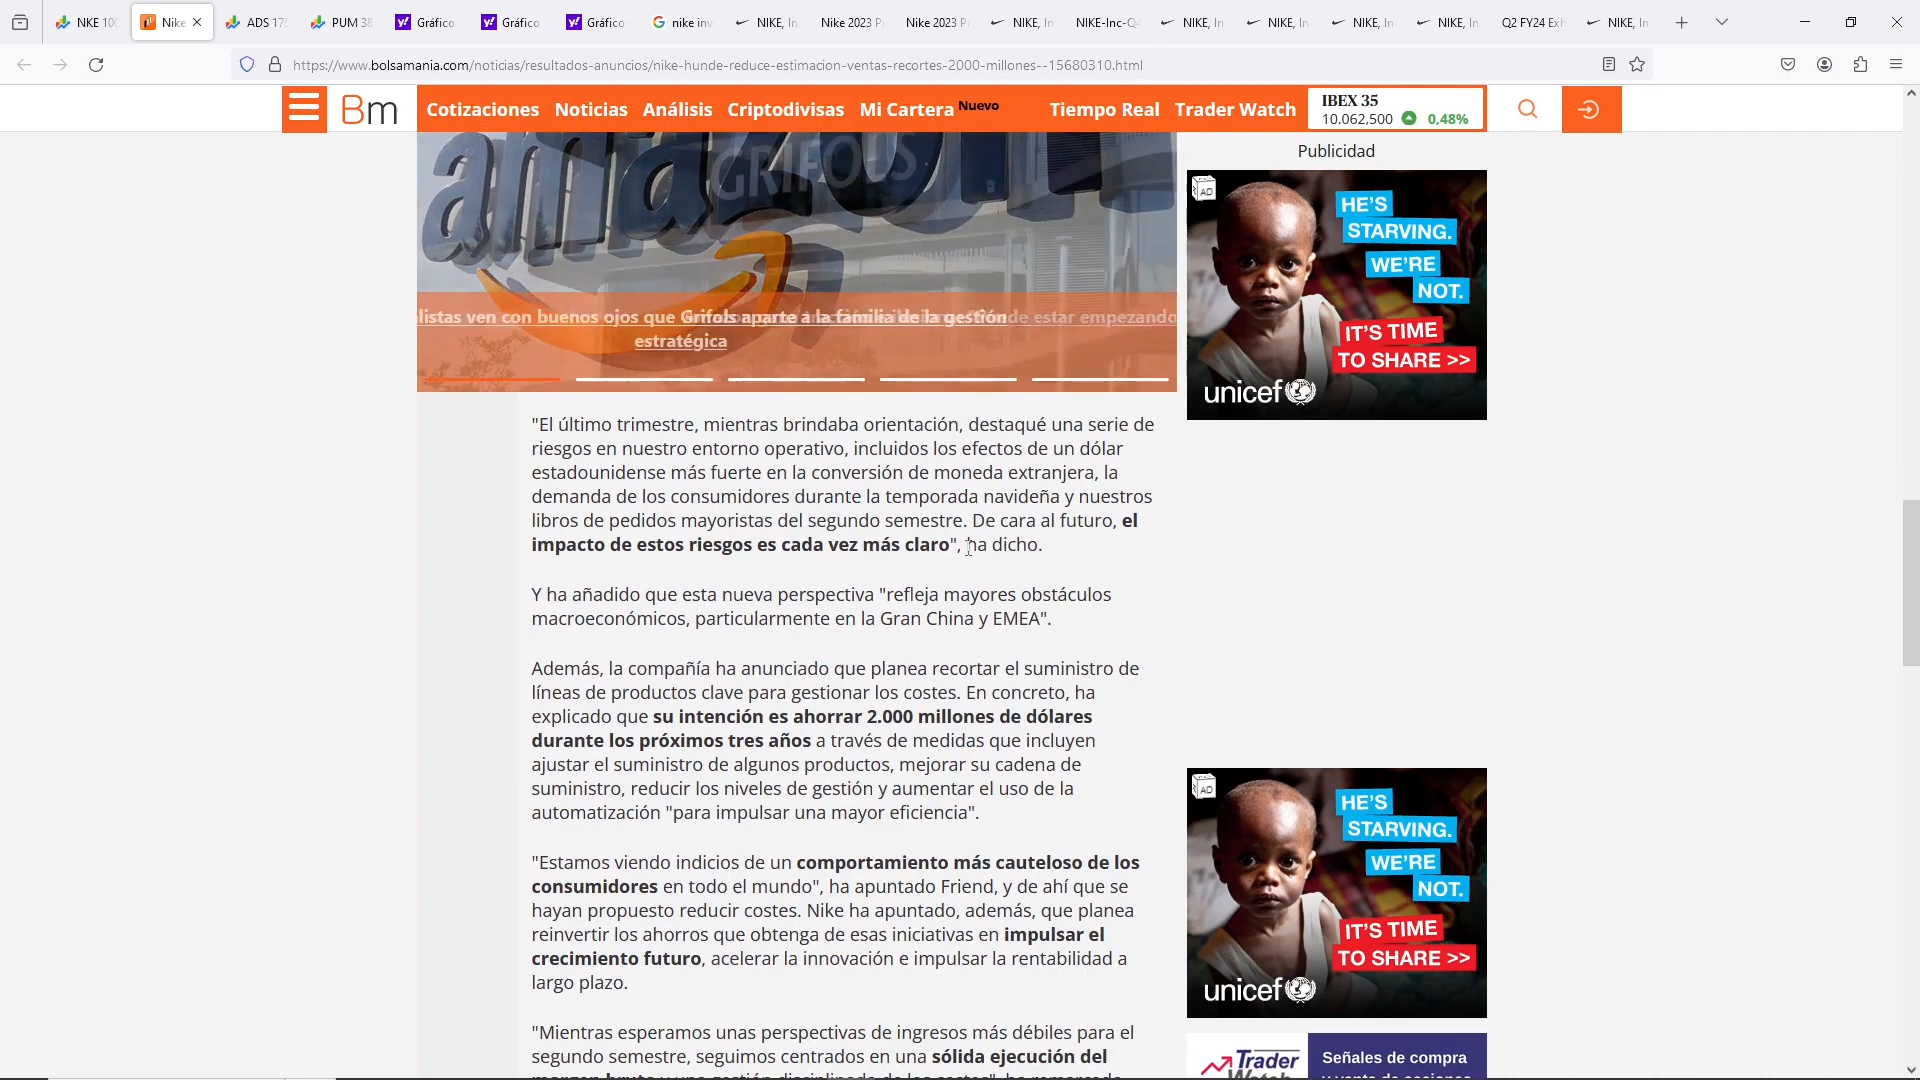 NKE 100
Nike
ADS 175
PUM 38
Gráfico
Gráfico
Gráfico
nike inv
NIKE, In
Nike 2023 P
Nike 2023 P
NIKE, In
NIKE-Inc-Q4
NIKE, In
NIKE, In
NIKE, In
NIKE, In
Q2 FY24 Exh
NIKE, In
https://www.bolsamania.com/noticias/resultados-anuncios/nike-hunde-reduce-estimacion-ventas-recortes-2000-millones--15680310.html
Bm
Cotizaciones Noticias Análisis Criptodivisas Mi Cartera Nuevo Tiempo Real Trader Watch
IBEX 35
10.062,500 0,48%
amazon
GRIFOLS
listas ven con buenos ojos que Grifols aparte a la familia de la gestión
estratégica
de estar empezando
"El último trimestre, mientras brindaba orientación, destaqué una serie de
riesgos en nuestro entorno operativo, incluidos los efectos de un dólar
estadounidense más fuerte en la conversión de moneda extranjera, la
demanda de los consumidores durante la temporada navideña y nuestros
libros de pedidos mayoristas del segundo semestre. De cara al futuro, el
impacto de estos riesgos es cada vez más claro", ha dicho.
Y ha añadido que esta nueva perspectiva "refleja mayores obstáculos
macroeconómicos, particularmente en la Gran China y EMEA".
Además, la compañía ha anunciado que planea recortar el suministro de
líneas de productos clave para gestionar los costes. En concreto, ha
explicado que su intención es ahorrar 2.000 millones de dólares
durante los próximos tres años a través de medidas que incluyen
ajustar el suministro de algunos productos, mejorar su cadena de
suministro, reducir los niveles de gestión y aumentar el uso de la
automatización "para impulsar una mayor eficiencia".
"Estamos viendo indicios de un comportamiento más cauteloso de los
consumidores en todo el mundo", ha apuntado Friend, y de ahí que se
hayan propuesto reducir costes. Nike ha apuntado, además, que planea
reinvertir los ahorros que obtenga de esas iniciativas en impulsar el
crecimiento futuro, acelerar la innovación e impulsar la rentabilidad a
largo plazo.
"Mientras esperamos unas perspectivas de ingresos más débiles para el
segundo semestre, seguimos centrados en una sólida ejecución del
Publicidad
AD
HE'S
STARVING.
WE'RE
NOT.
IT'S TIME
TO SHARE >>
unicef
AD
HE'S
STARVING.
WE'RE
NOT.
IT'S TIME
TO SHARE >>
unicef
Trader
Señales de compra